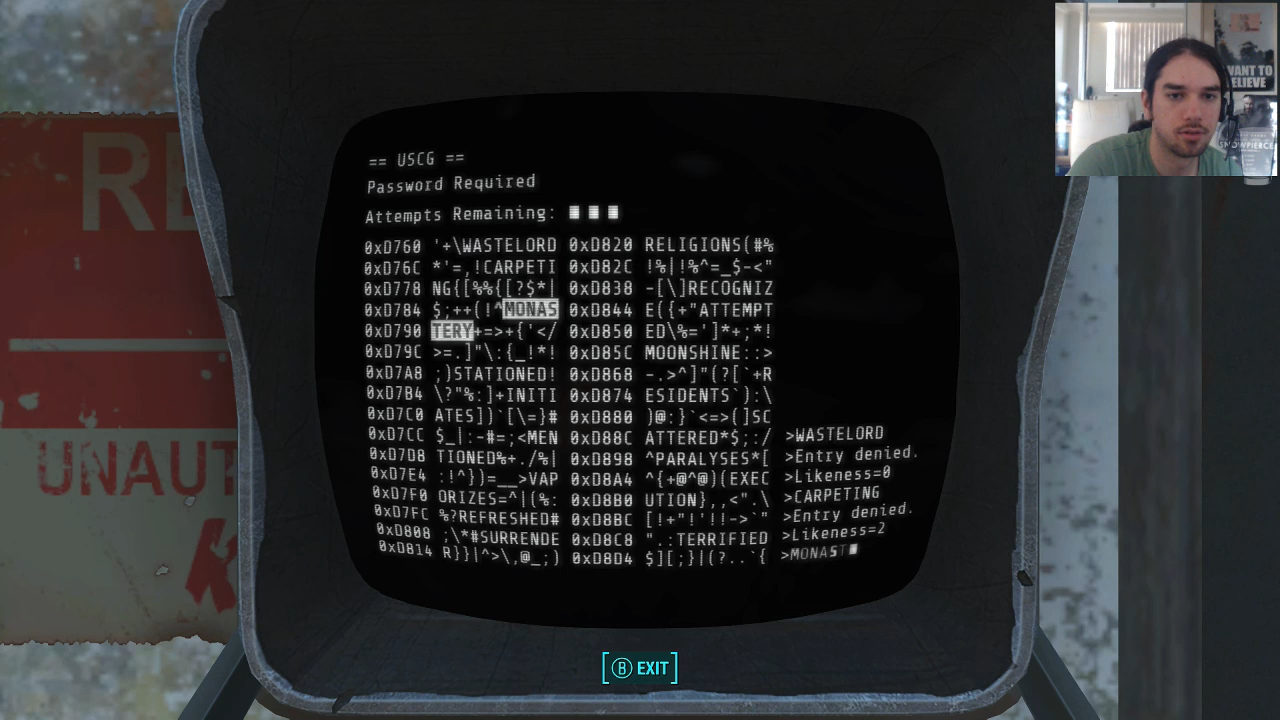 RE
UNAUT
K
== USCG ==
Password Required
Attempts Remaining: ■ ■ ■
0xD760 '+\WASTELORD 0xD820 RELIGIONS(#%
0xD76C *'=,!CARPETI 0xD82C !%|!%^=_$-<"
0xD778 NG{[%%{[?$*| 0xD838 -[\]RECOGNIZ
0xD784 $;++(!^MONAS 0xD844 E({+"ATTEMPT
0xD790 TERY+=>+{'</ 0xD850 ED\%=']*+;*!
0xD79C >=.]"\:{_!*! 0xD85C MOONSHINE::>
0xD7A8 ;)STATIONED! 0xD868 -.>^]"(?[`+R
0xD7B4 \?"%:]+INITI 0xD874 ESIDENTS`):\
0xD7C0 ATES])`[\=}# 0xD880 )@:}`<=>(]SC
0xD7CC $_|:-#=;<MEN 0xD88C ATTERED*$;:/
0xD7D8 TIONED%+./%| 0xD898 ^PARALYSES*[
0xD7E4 :!^})=__>VAP 0xD8A4 ^{+@^@)(EXEC
0xD7F0 ORIZES=^|(%: 0xD8B0 UTION},,<".\
0xD7FC %?REFRESHED# 0xD8BC [!+"!'!!->`"
0xD808 ;\*#SURRENDE 0xD8C8 ".:TERRIFIED
0xD814 R}}|^>\,@_;) 0xD8D4 $][;}|(?..`{
>WASTELORD
>Entry denied.
>Likeness=0
>CARPETING
>Entry denied.
>Likeness=2
>MONAST■
[Ⓑ EXIT]
WANT TO
ELIEVE
SNOWPIERCE